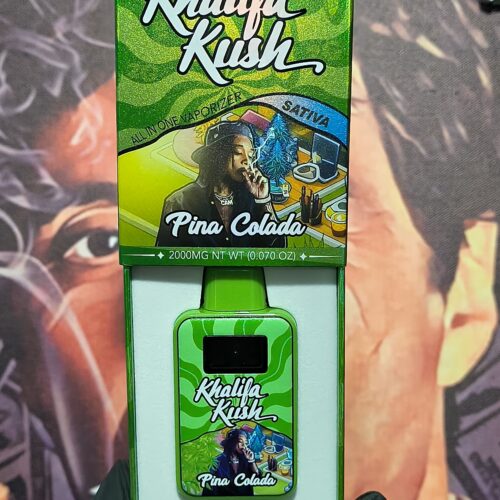 Khalifa
Kush
ALL IN ONE VAPORIZER
SATIVA
Pina Colada
2000MG NT WT (0.070 OZ)
Khalifa
Kush
Pina Colada